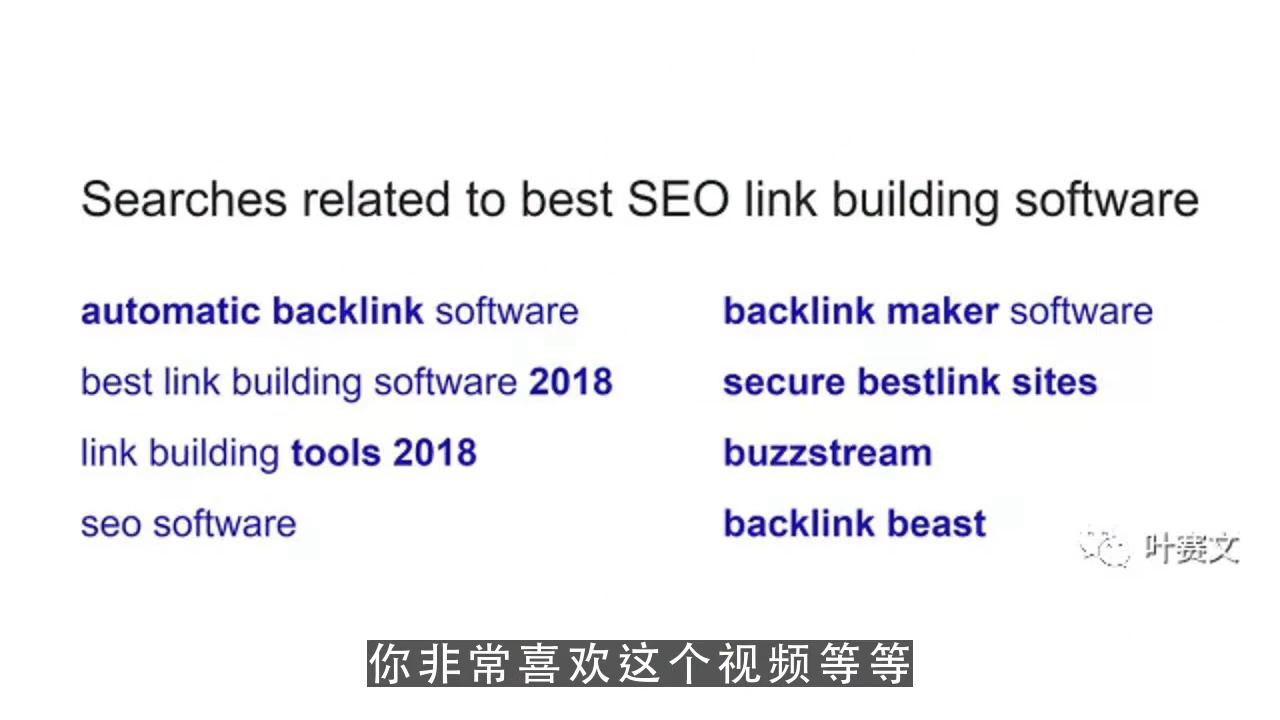 Searches related to best SEO link building software
automatic backlink software
backlink maker software
best link building software 2018
secure bestlink sites
link building tools 2018
buzzstream
seo software
backlink beast
叶赛文
你非常喜欢这个视频等等